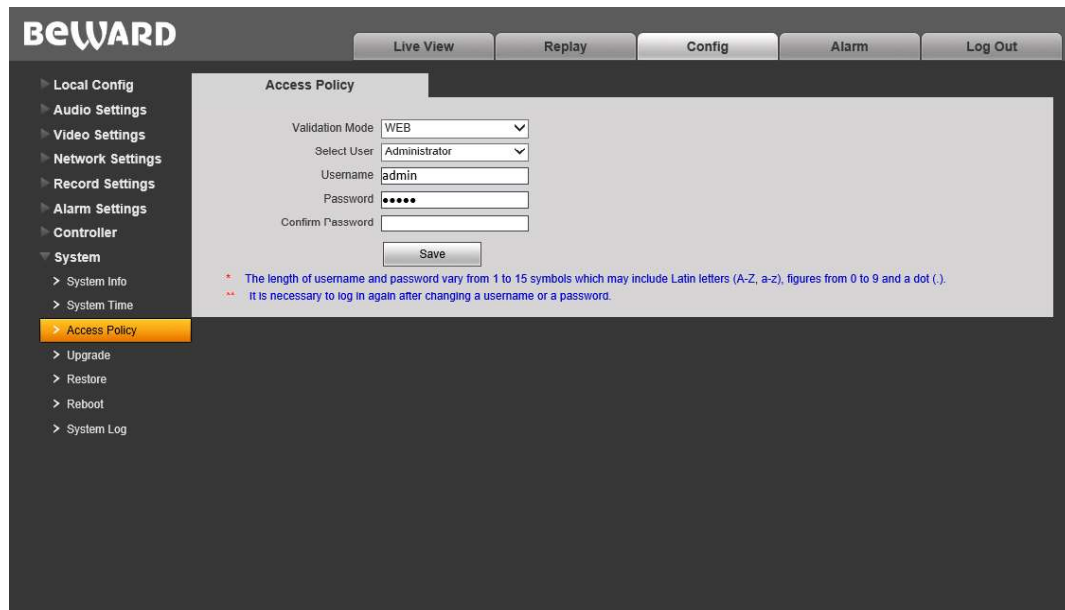 BEWARD
Live View Replay Config Alarm Log Out
Local Config
Audio Settings
Video Settings
Network Settings
Record Settings
Alarm Settings
Controller
System
> System Info
> System Time
> Access Policy
> Upgrade
> Restore
> Reboot
> System Log
Access Policy
Validation Mode WEB
Select User Administrator
Username admin
Password •••••
Confirm Password
Save
* The length of username and password vary from 1 to 15 symbols which may include Latin letters (A-Z, a-z), figures from 0 to 9 and a dot (.).
** It is necessary to log in again after changing a username or a password.